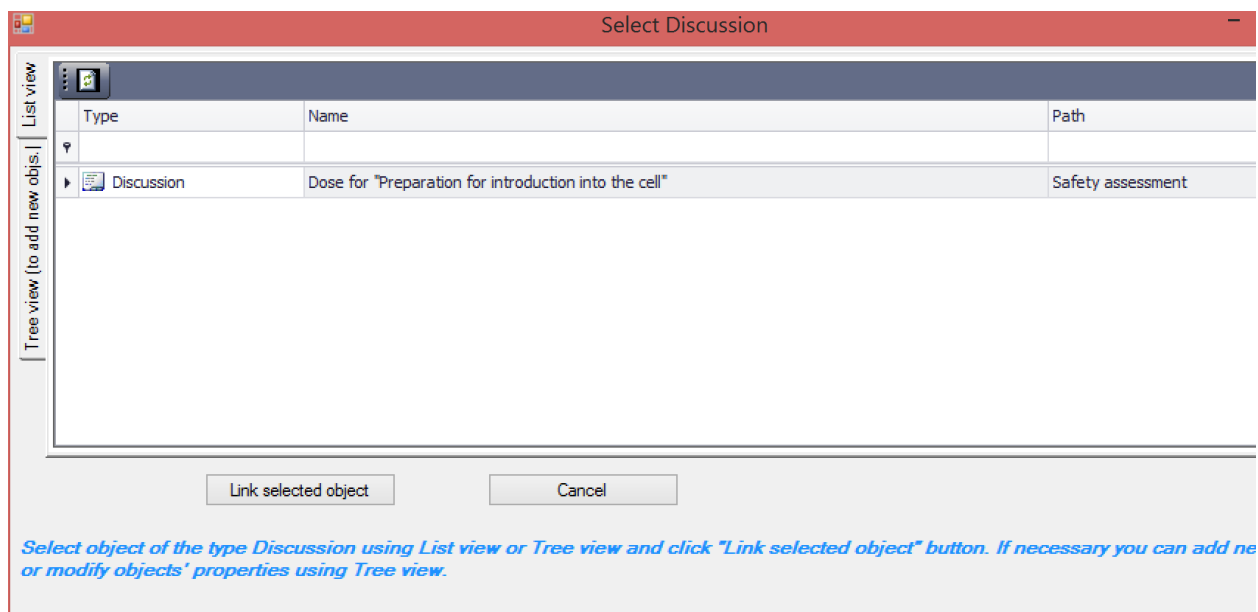 Select Discussion
List view
Tree view (to add new objs.)
Type Name Path
Discussion Dose for "Preparation for introduction into the cell" Safety assessment
Link selected object Cancel
Select object of the type Discussion using List view or Tree view and click "Link selected object" button. If necessary you can add ne
or modify objects' properties using Tree view.